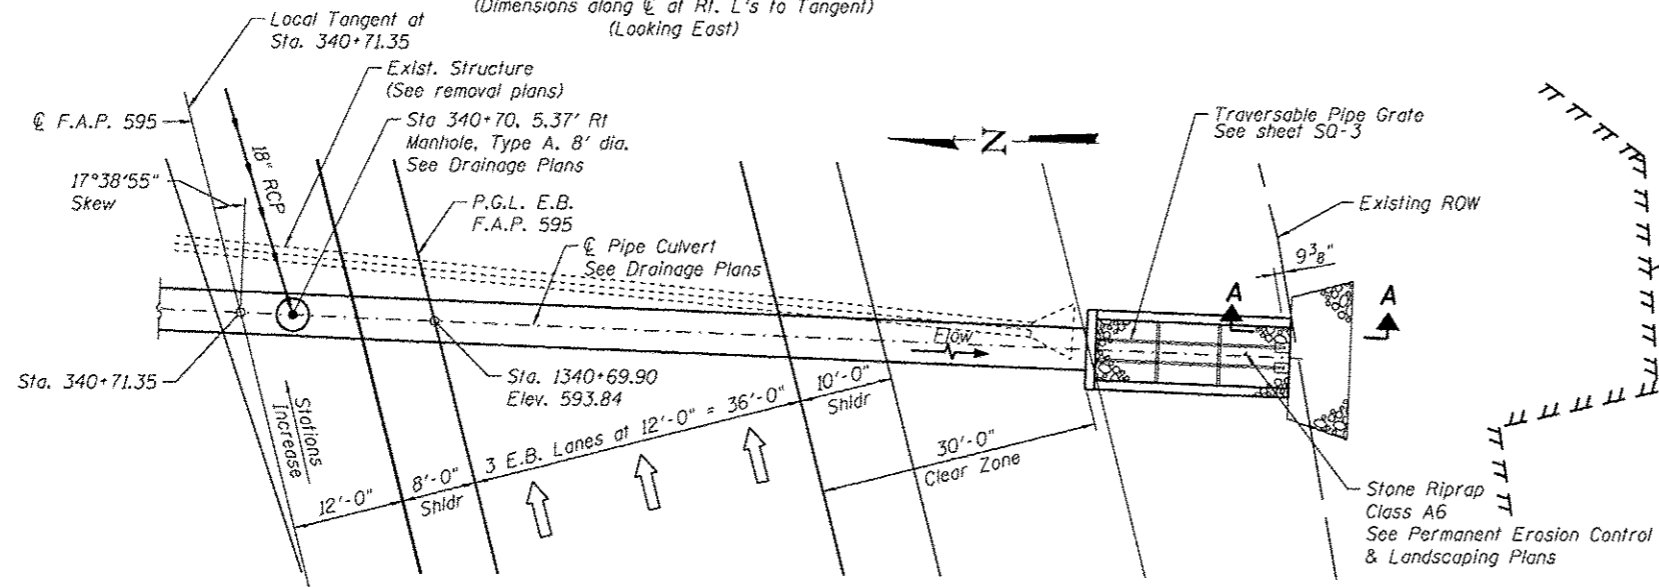 (Dimensions along ℄ at Rt. L's to Tangent)
(Looking East)
Local Tangent at
Sta. 340+71.35
Exist. Structure
(See removal plans)
℄ F.A.P. 595
Sta 340+70, 5.37' Rt
Manhole, Type A, 8' dia.
See Drainage Plans
18" RCP
17°38'55"
Skew
P.G.L. E.B.
F.A.P. 595
℄ Pipe Culvert
See Drainage Plans
Z
Traversable Pipe Grate
See sheet SQ-3
Existing ROW
9 3/8"
A
A
Flow
Sta. 340+71.35
Sta. 1340+69.90
Elev. 593.84
Stations
Increase
12'-0"
8'-0"
Shldr
3 E.B. Lanes at 12'-0" = 36'-0"
10'-0"
Shldr
30'-0"
Clear Zone
Stone Riprap
Class A6
See Permanent Erosion Control
& Landscaping Plans